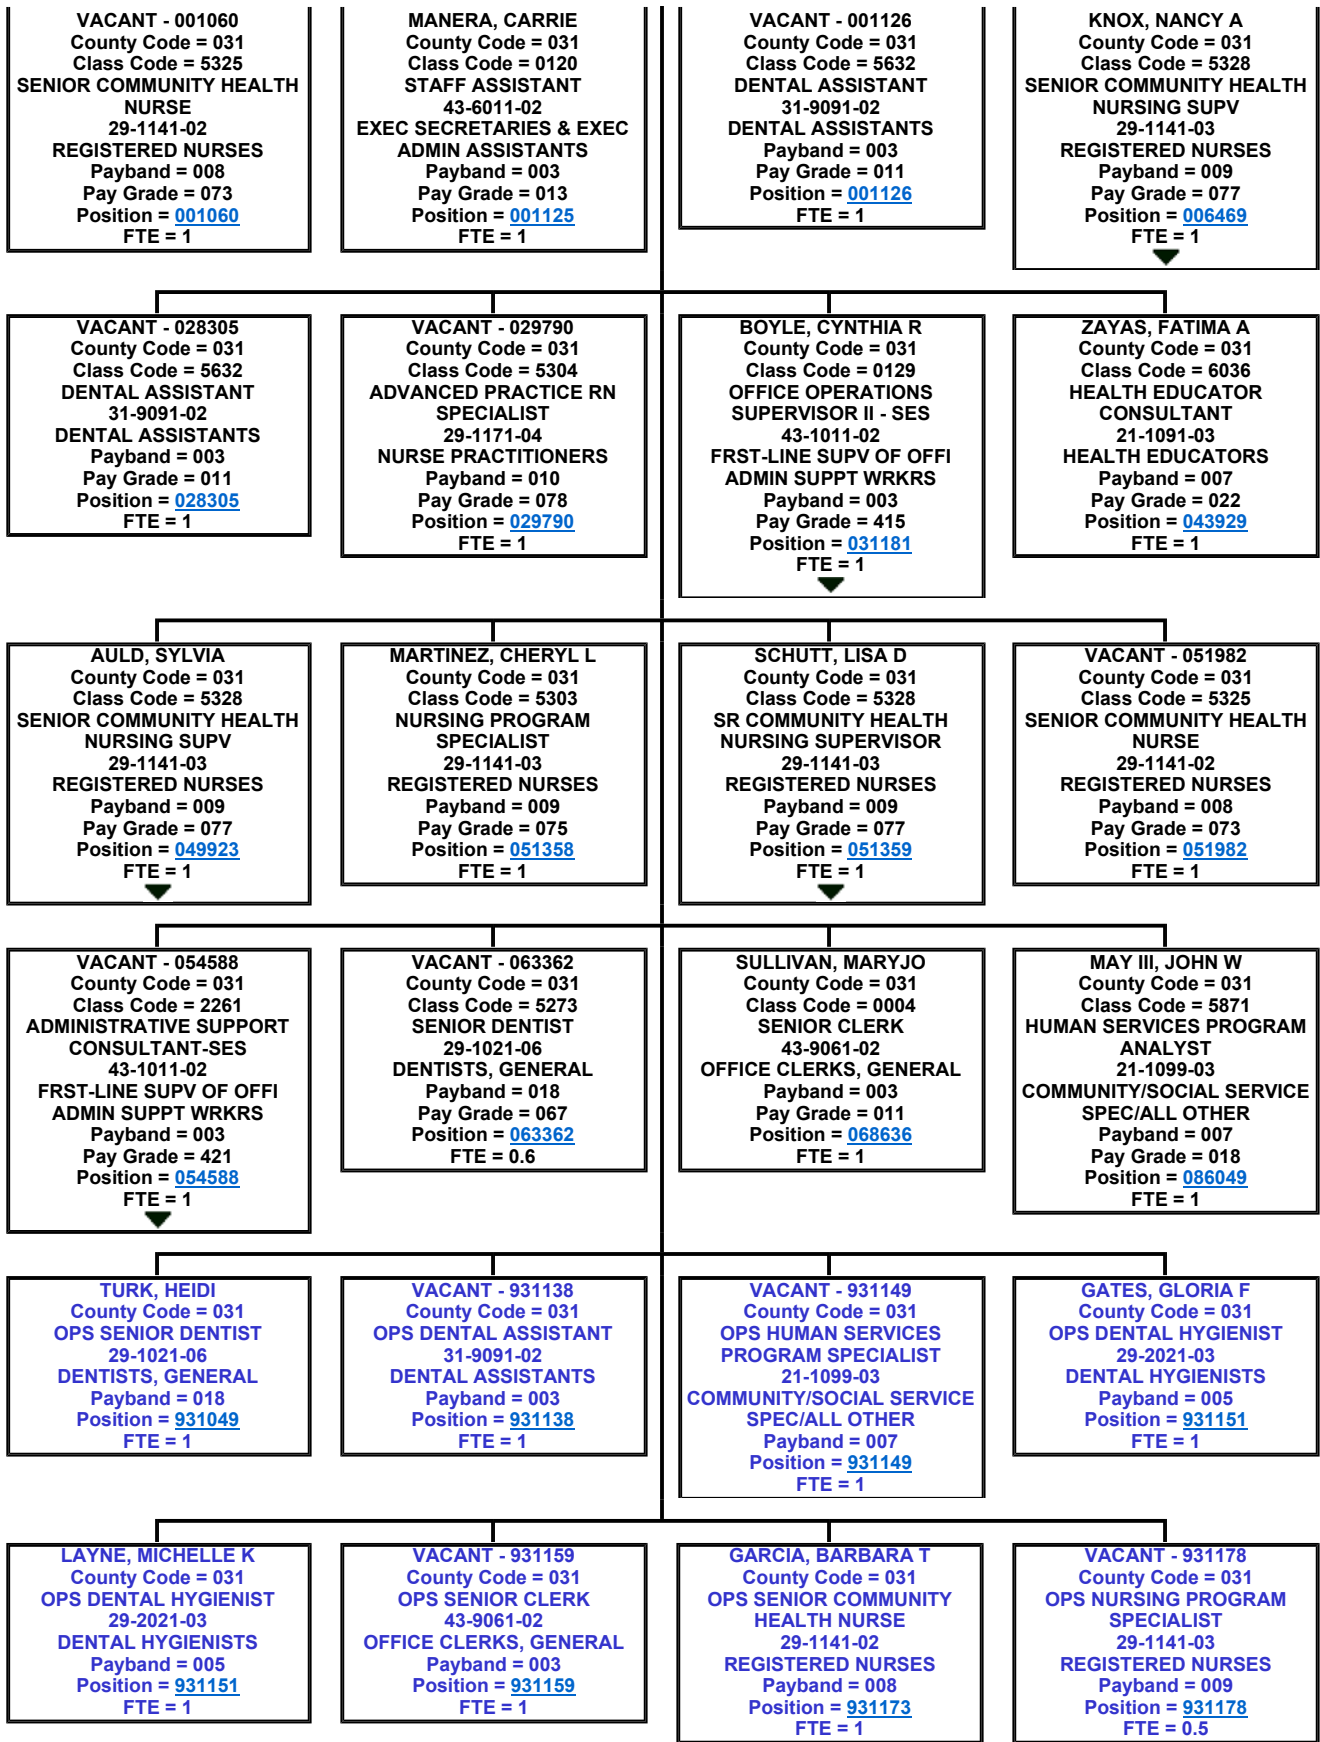 VACANT - 001060
County Code = 031
Class Code = 5325
SENIOR COMMUNITY HEALTH
NURSE
29-1141-02
REGISTERED NURSES
Payband = 008
Pay Grade = 073
Position = 001060
FTE = 1
MANERA, CARRIE
County Code = 031
Class Code = 0120
STAFF ASSISTANT
43-6011-02
EXEC SECRETARIES & EXEC
ADMIN ASSISTANTS
Payband = 003
Pay Grade = 013
Position = 001125
FTE = 1
VACANT - 001126
County Code = 031
Class Code = 5632
DENTAL ASSISTANT
31-9091-02
DENTAL ASSISTANTS
Payband = 003
Pay Grade = 011
Position = 001126
FTE = 1
KNOX, NANCY A
County Code = 031
Class Code = 5328
SENIOR COMMUNITY HEALTH
NURSING SUPV
29-1141-03
REGISTERED NURSES
Payband = 009
Pay Grade = 077
Position = 006469
FTE = 1
VACANT - 028305
County Code = 031
Class Code = 5632
DENTAL ASSISTANT
31-9091-02
DENTAL ASSISTANTS
Payband = 003
Pay Grade = 011
Position = 028305
FTE = 1
VACANT - 029790
County Code = 031
Class Code = 5304
ADVANCED PRACTICE RN
SPECIALIST
29-1171-04
NURSE PRACTITIONERS
Payband = 010
Pay Grade = 078
Position = 029790
FTE = 1
BOYLE, CYNTHIA R
County Code = 031
Class Code = 0129
OFFICE OPERATIONS
SUPERVISOR II - SES
43-1011-02
FRST-LINE SUPV OF OFFI
ADMIN SUPPT WRKRS
Payband = 003
Pay Grade = 415
Position = 031181
FTE = 1
ZAYAS, FATIMA A
County Code = 031
Class Code = 6036
HEALTH EDUCATOR
CONSULTANT
21-1091-03
HEALTH EDUCATORS
Payband = 007
Pay Grade = 022
Position = 043929
FTE = 1
AULD, SYLVIA
County Code = 031
Class Code = 5328
SENIOR COMMUNITY HEALTH
NURSING SUPV
29-1141-03
REGISTERED NURSES
Payband = 009
Pay Grade = 077
Position = 049923
FTE = 1
MARTINEZ, CHERYL L
County Code = 031
Class Code = 5303
NURSING PROGRAM
SPECIALIST
29-1141-03
REGISTERED NURSES
Payband = 009
Pay Grade = 075
Position = 051358
FTE = 1
SCHUTT, LISA D
County Code = 031
Class Code = 5328
SR COMMUNITY HEALTH
NURSING SUPERVISOR
29-1141-03
REGISTERED NURSES
Payband = 009
Pay Grade = 077
Position = 051359
FTE = 1
VACANT - 051982
County Code = 031
Class Code = 5325
SENIOR COMMUNITY HEALTH
NURSE
29-1141-02
REGISTERED NURSES
Payband = 008
Pay Grade = 073
Position = 051982
FTE = 1
VACANT - 054588
County Code = 031
Class Code = 2261
ADMINISTRATIVE SUPPORT
CONSULTANT-SES
43-1011-02
FRST-LINE SUPV OF OFFI
ADMIN SUPPT WRKRS
Payband = 003
Pay Grade = 421
Position = 054588
FTE = 1
VACANT - 063362
County Code = 031
Class Code = 5273
SENIOR DENTIST
29-1021-06
DENTISTS, GENERAL
Payband = 018
Pay Grade = 067
Position = 063362
FTE = 0.6
SULLIVAN, MARYJO
County Code = 031
Class Code = 0004
SENIOR CLERK
43-9061-02
OFFICE CLERKS, GENERAL
Payband = 003
Pay Grade = 011
Position = 068636
FTE = 1
MAY III, JOHN W
County Code = 031
Class Code = 5871
HUMAN SERVICES PROGRAM
ANALYST
21-1099-03
COMMUNITY/SOCIAL SERVICE
SPEC/ALL OTHER
Payband = 007
Pay Grade = 018
Position = 086049
FTE = 1
TURK, HEIDI
County Code = 031
OPS SENIOR DENTIST
29-1021-06
DENTISTS, GENERAL
Payband = 018
Position = 931049
FTE = 1
VACANT - 931138
County Code = 031
OPS DENTAL ASSISTANT
31-9091-02
DENTAL ASSISTANTS
Payband = 003
Position = 931138
FTE = 1
VACANT - 931149
County Code = 031
OPS HUMAN SERVICES
PROGRAM SPECIALIST
21-1099-03
COMMUNITY/SOCIAL SERVICE
SPEC/ALL OTHER
Payband = 007
Position = 931149
FTE = 1
GATES, GLORIA F
County Code = 031
OPS DENTAL HYGIENIST
29-2021-03
DENTAL HYGIENISTS
Payband = 005
Position = 931151
FTE = 1
LAYNE, MICHELLE K
County Code = 031
OPS DENTAL HYGIENIST
29-2021-03
DENTAL HYGIENISTS
Payband = 005
Position = 931151
FTE = 1
VACANT - 931159
County Code = 031
OPS SENIOR CLERK
43-9061-02
OFFICE CLERKS, GENERAL
Payband = 003
Position = 931159
FTE = 1
GARCIA, BARBARA T
County Code = 031
OPS SENIOR COMMUNITY
HEALTH NURSE
29-1141-02
REGISTERED NURSES
Payband = 008
Position = 931173
FTE = 1
VACANT - 931178
County Code = 031
OPS NURSING PROGRAM
SPECIALIST
29-1141-03
REGISTERED NURSES
Payband = 009
Position = 931178
FTE = 0.5